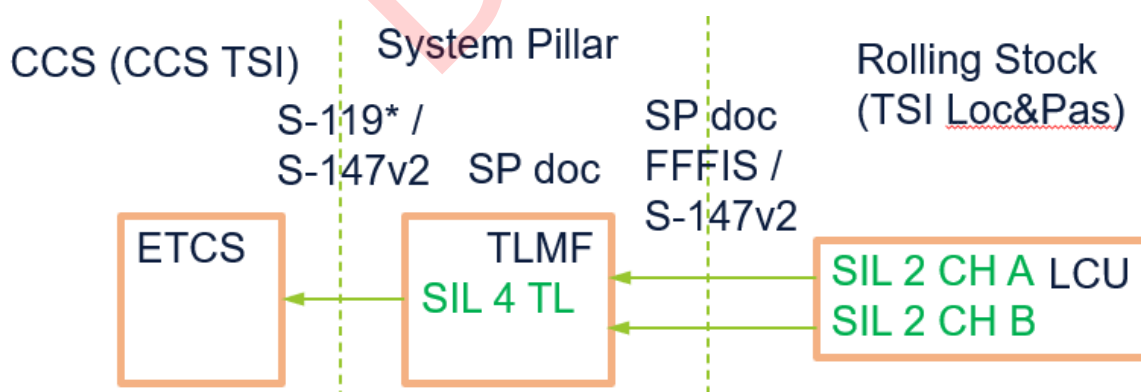 CCS (CCS TSI)
System Pillar
Rolling Stock
(TSI Loc&Pas)
S-119* /
S-147v2
SP doc
SP doc
FFFIS /
S-147v2
ETCS
TLMF
SIL 4 TL
SIL 2 CH A
LCU
SIL 2 CH B